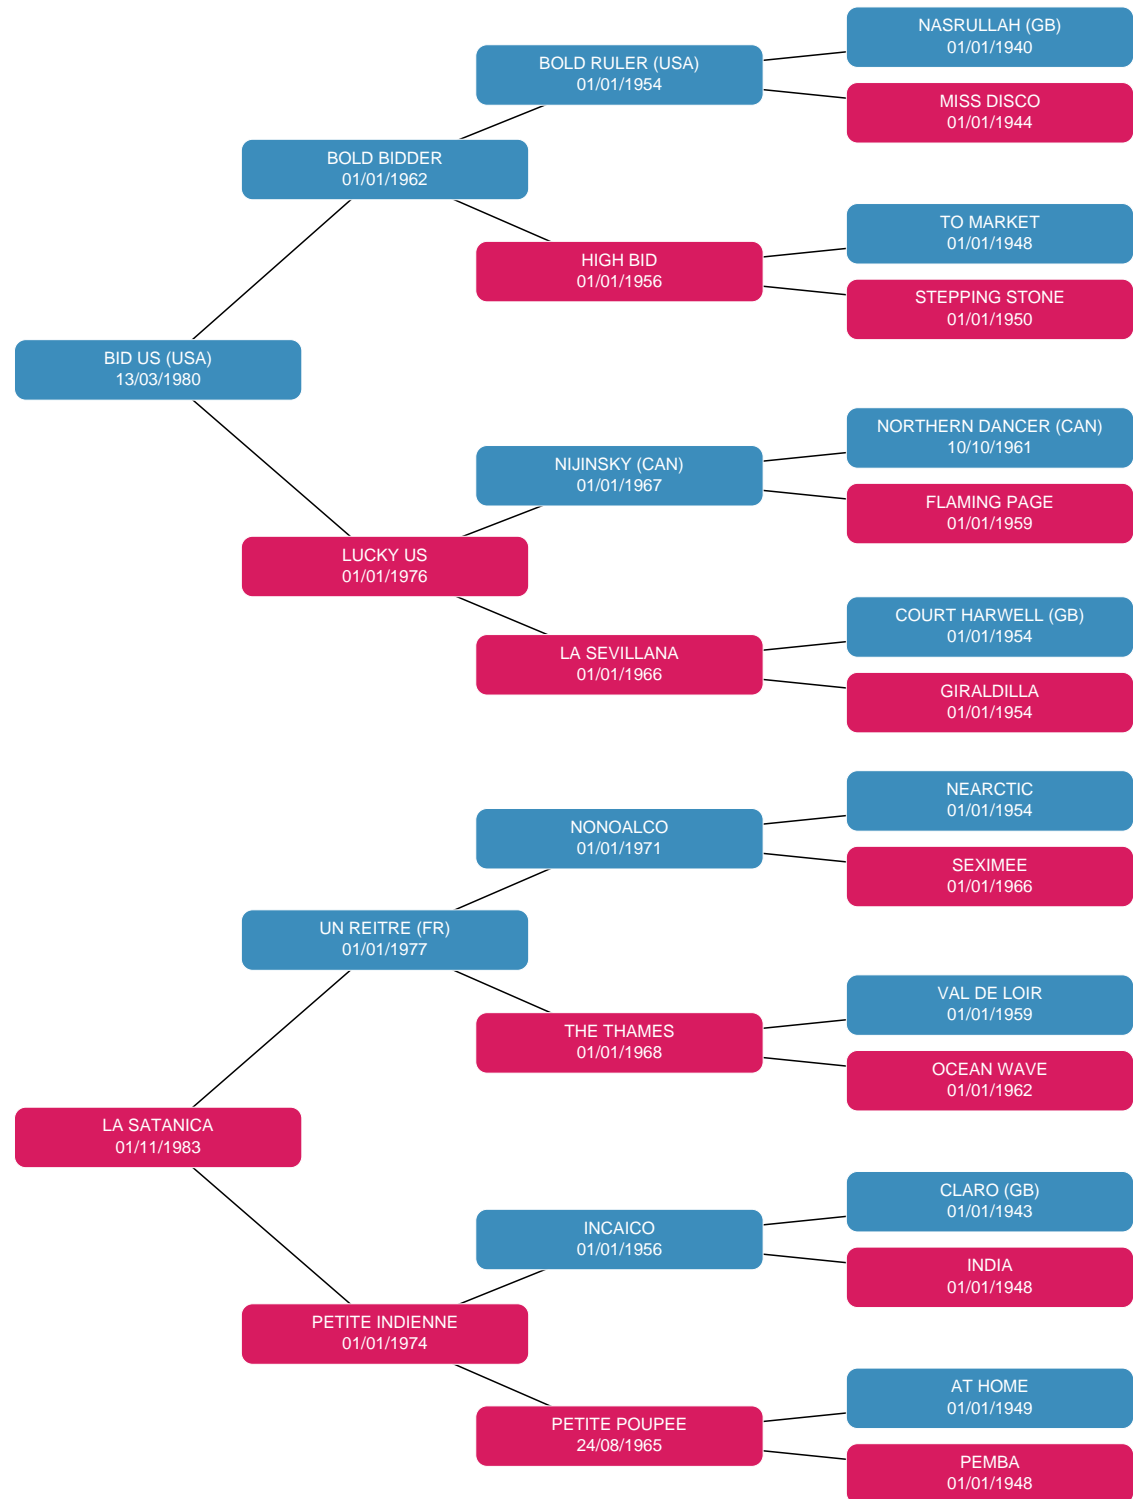 NASRULLAH (GB)
01/01/1940
BOLD RULER (USA)
01/01/1954
MISS DISCO
01/01/1944
BOLD BIDDER
01/01/1962
TO MARKET
01/01/1948
HIGH BID
01/01/1956
STEPPING STONE
01/01/1950
BID US (USA)
13/03/1980
NORTHERN DANCER (CAN)
10/10/1961
NIJINSKY (CAN)
01/01/1967
FLAMING PAGE
01/01/1959
LUCKY US
01/01/1976
COURT HARWELL (GB)
01/01/1954
LA SEVILLANA
01/01/1966
GIRALDILLA
01/01/1954
NEARCTIC
01/01/1954
NONOALCO
01/01/1971
SEXIMEE
01/01/1966
UN REITRE (FR)
01/01/1977
VAL DE LOIR
01/01/1959
THE THAMES
01/01/1968
OCEAN WAVE
01/01/1962
LA SATANICA
01/11/1983
CLARO (GB)
01/01/1943
INCAICO
01/01/1956
INDIA
01/01/1948
PETITE INDIENNE
01/01/1974
AT HOME
01/01/1949
PETITE POUPEE
24/08/1965
PEMBA
01/01/1948